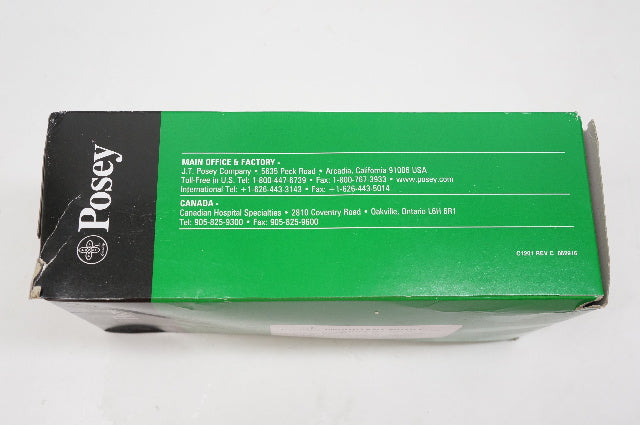 Posey
MAIN OFFICE & FACTORY -
J.T. Posey Company • 5635 Peck Road • Arcadia, California 91006 USA
Toll-Free in U.S. Tel: 1-800 447-6739 • Fax: 1-800-767-3933 • www.posey.com
International Tel: +1-626-443-3143 • Fax: +1-626-443-5014
CANADA -
Canadian Hospital Specialties • 2810 Coventry Road • Oakville, Ontario L6H 6R1
Tel: 905-825-9300 • Fax: 905-825-9600
C1201 REV C